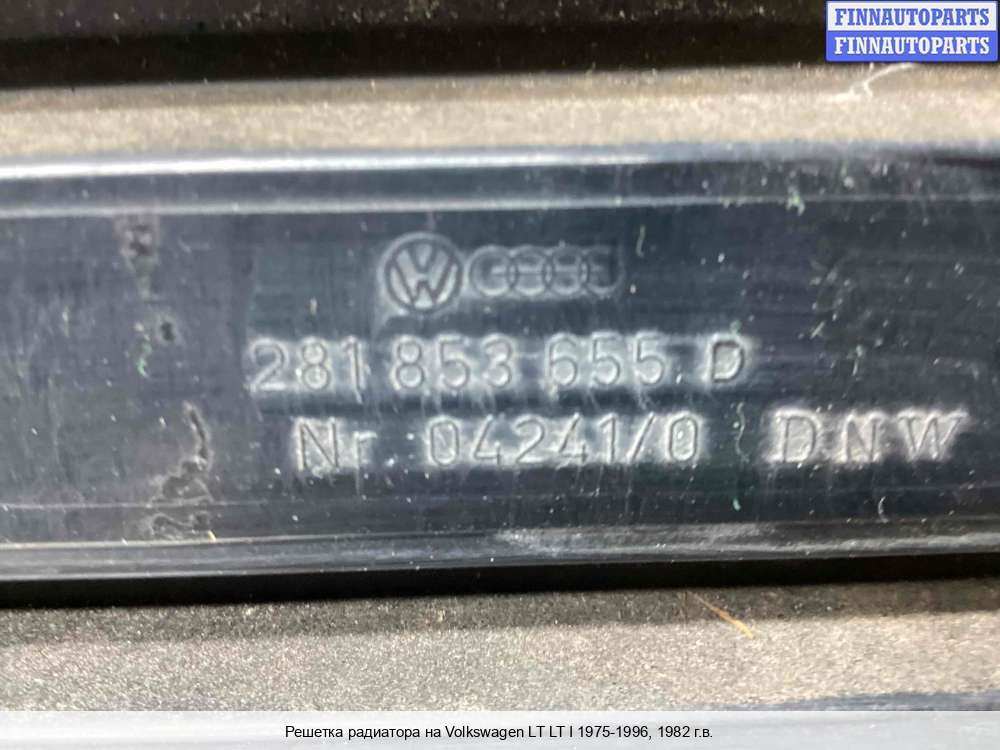 FINNAUTOPARTS
FINNAUTOPARTS
281 853 655 D
Nr 04241/0 DNW
Решетка радиатора на Volkswagen LT LT I 1975-1996, 1982 г.в.